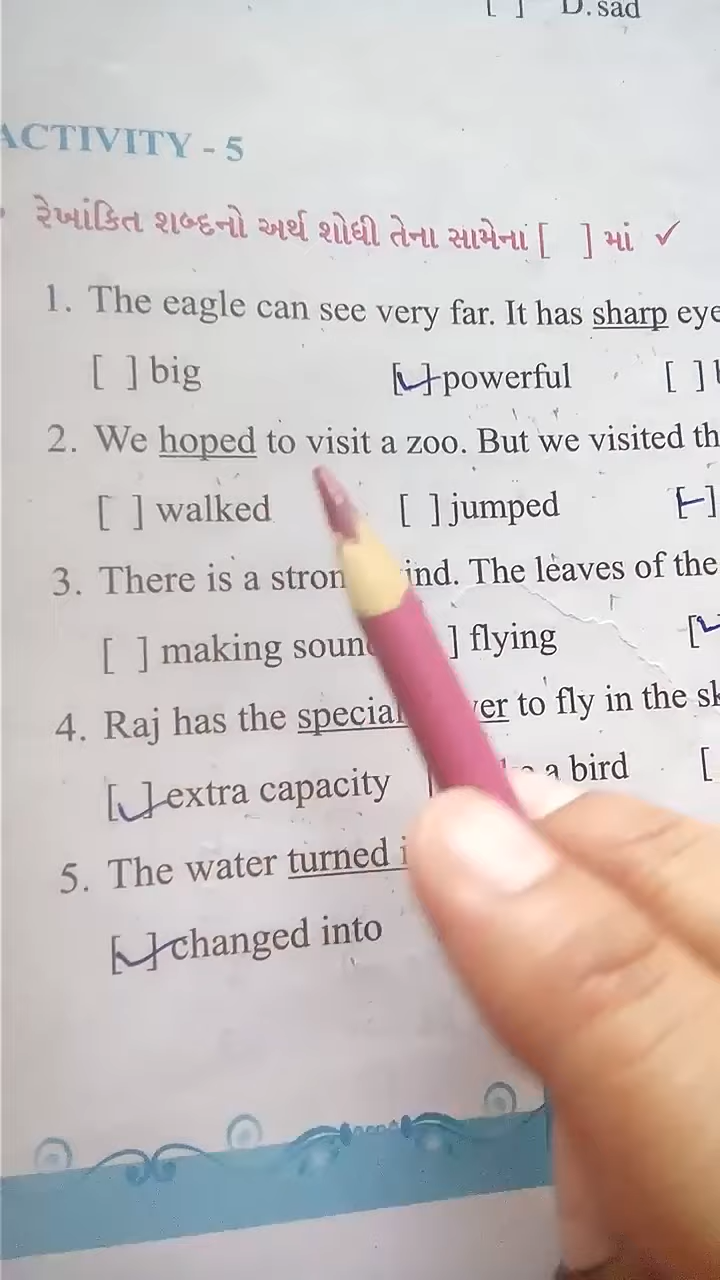 [ ] D. sad
ACTIVITY - 5
રેખાંકિત શબ્દનો અર્થ શોધી તેના સામેનાં [ ] માં ✓
1. The eagle can see very far. It has sharp eye
[✓] powerful
[ ] big
2. We hoped to visit a zoo. But we visited th
[ ] walked [ ] jumped
3. There is a stron ind. The leaves of the
[ ] making soun ] flying
4. Raj has the special er to fly in the sk
[✓] extra capacity a bird [
5. The water turned i
[✓] changed into